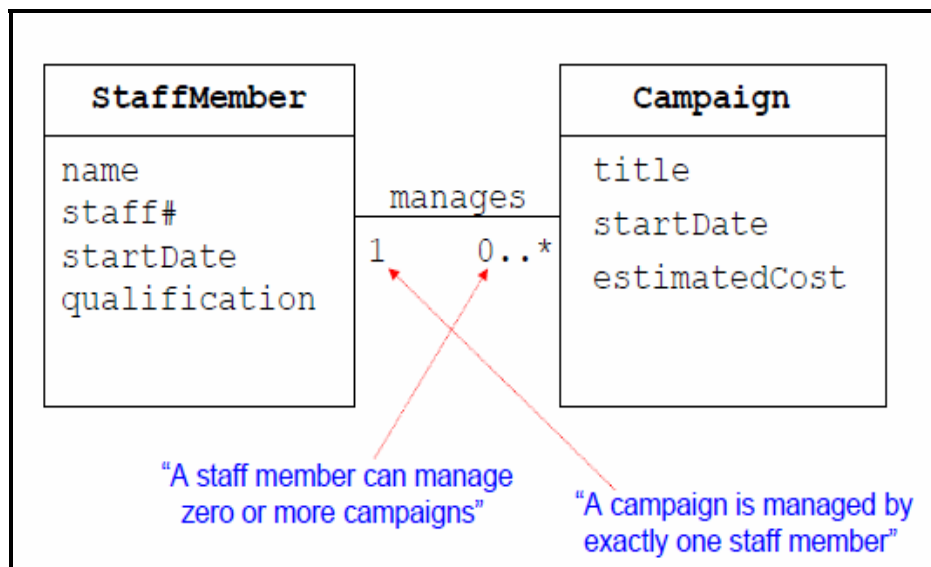 StaffMember
name
staff#
startDate
qualification
manages
1 0..*
Campaign
title
startDate
estimatedCost
“A staff member can manage
zero or more campaigns”
“A campaign is managed by
exactly one staff member”